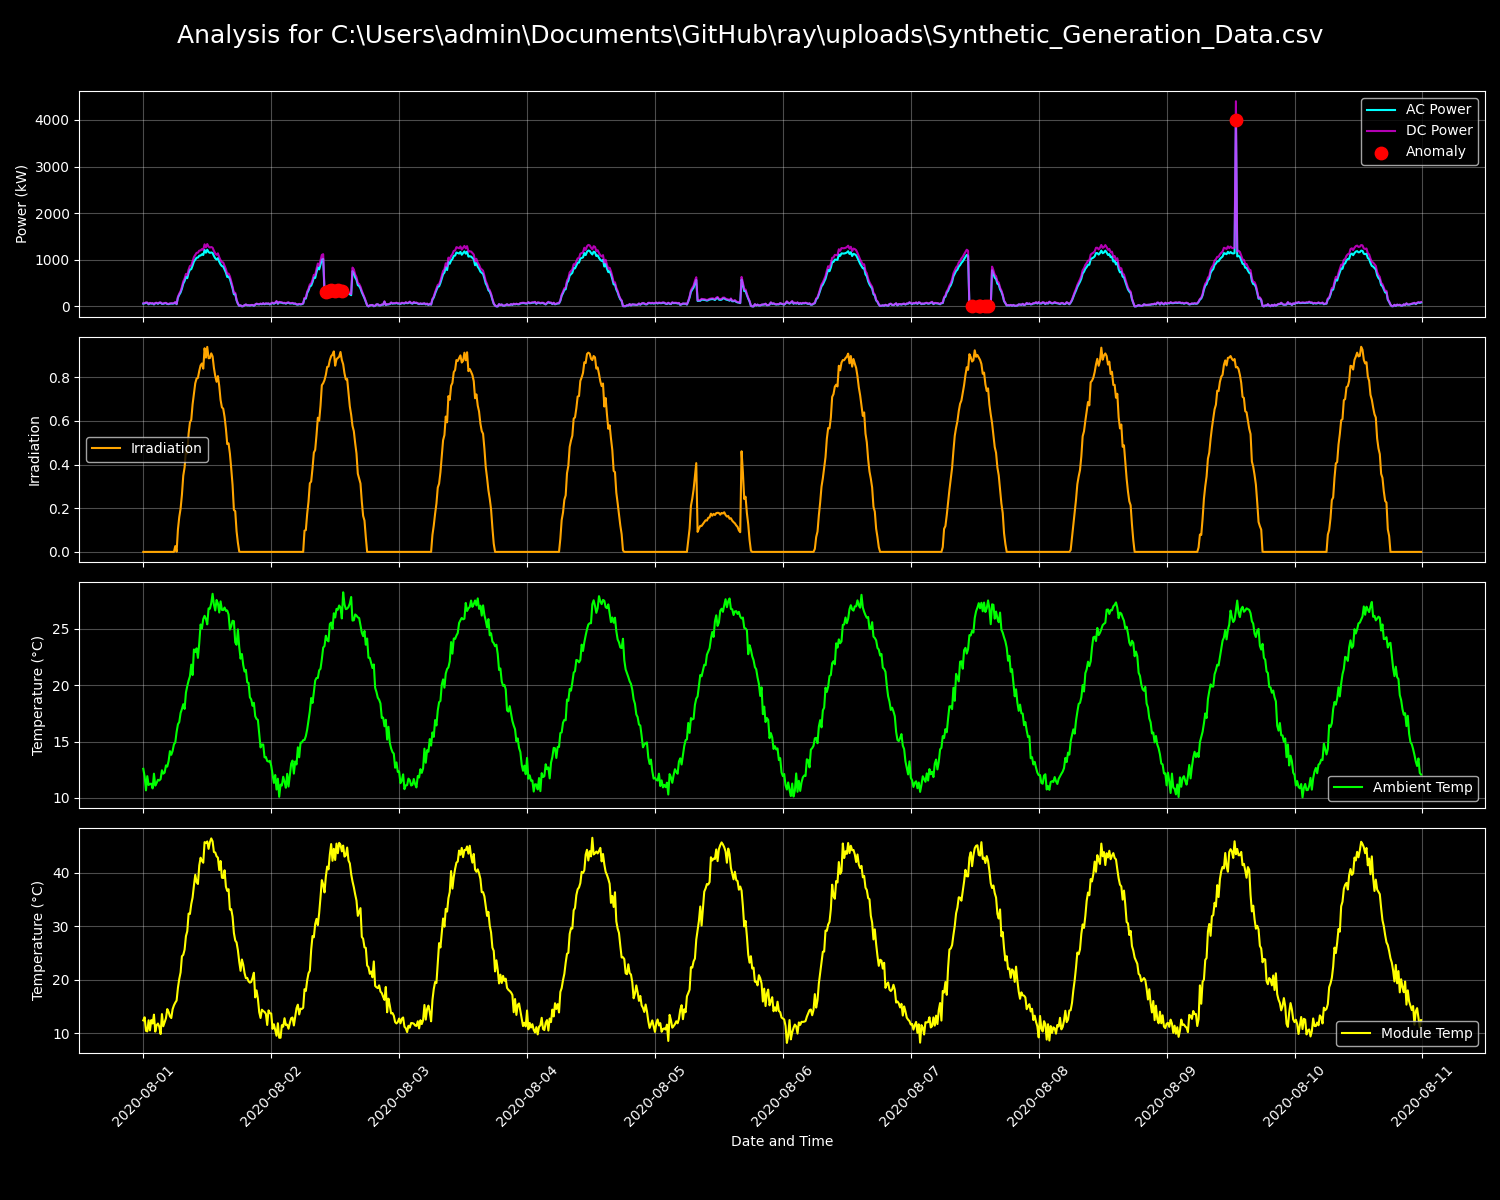 Analysis for C:\Users\admin\Documents\GitHub\ray\uploads\Synthetic_Generation_Data.csv
Power (kW)
4000
3000
2000
1000
0
AC Power
DC Power
Anomaly
Irradiation
0.8
0.6
0.4
0.2
0.0
Irradiation
Temperature (°C)
25
20
15
10
Ambient Temp
Temperature (°C)
40
30
20
10
Module Temp
2020-08-01
2020-08-02
2020-08-03
2020-08-04
2020-08-05
2020-08-06
2020-08-07
2020-08-08
2020-08-09
2020-08-10
2020-08-11
Date and Time